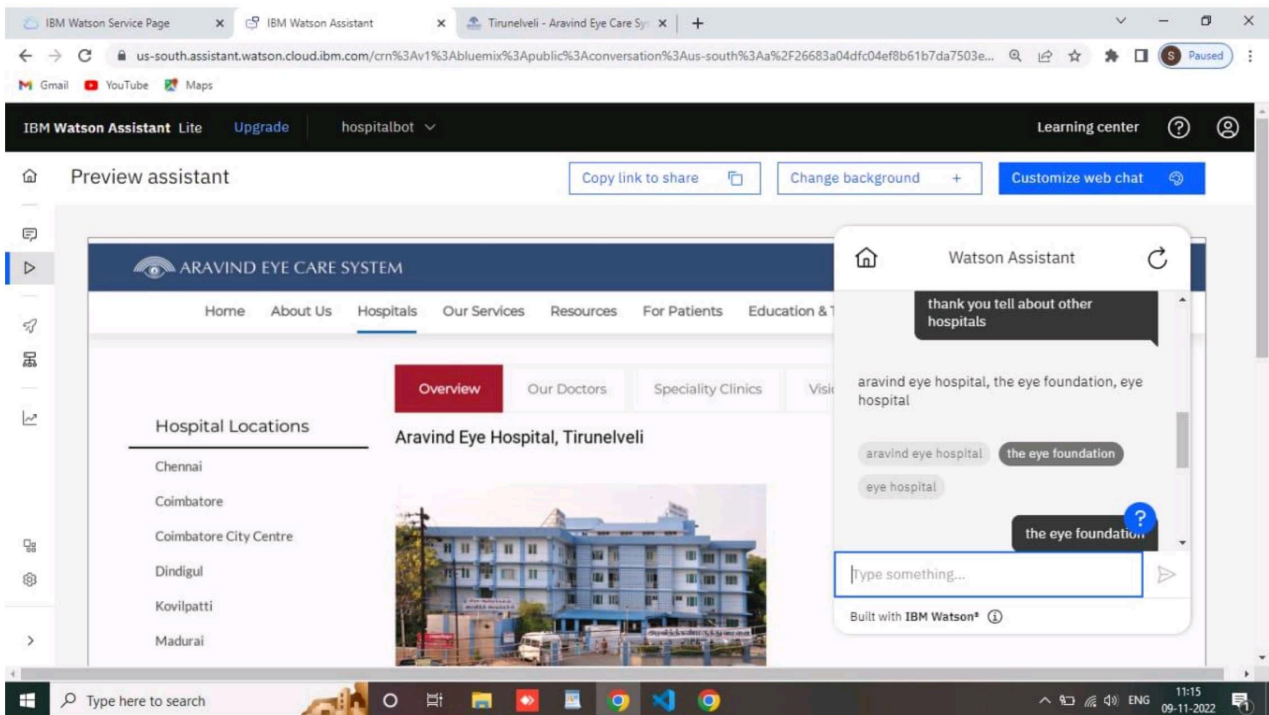 IBM Watson Service Page
IBM Watson Assistant
Tirunelveli - Aravind Eye Care Sy
us-south.assistant.watson.cloud.ibm.com/crn%3Av1%3Abluemix%3Apublic%3Aconversation%3Aus-south%3Aa%2F26683a04dfc04ef8b61b7da7503e...
S Paused
Gmail YouTube Maps
IBM Watson Assistant Lite Upgrade hospitalbot Learning center
Preview assistant Copy link to share Change background + Customize web chat
ARAVIND EYE CARE SYSTEM
Home About Us Hospitals Our Services Resources For Patients Education &
Overview Our Doctors Speciality Clinics
Hospital Locations
Chennai
Coimbatore
Coimbatore City Centre
Dindigul
Kovilpatti
Madurai
Aravind Eye Hospital, Tirunelveli
Watson Assistant
thank you tell about other
hospitals
aravind eye hospital, the eye foundation, eye
hospital
aravind eye hospital the eye foundation
eye hospital
?
the eye foundation
Type something...
Built with IBM Watson®
Type here to search
ENG
11:15
09-11-2022